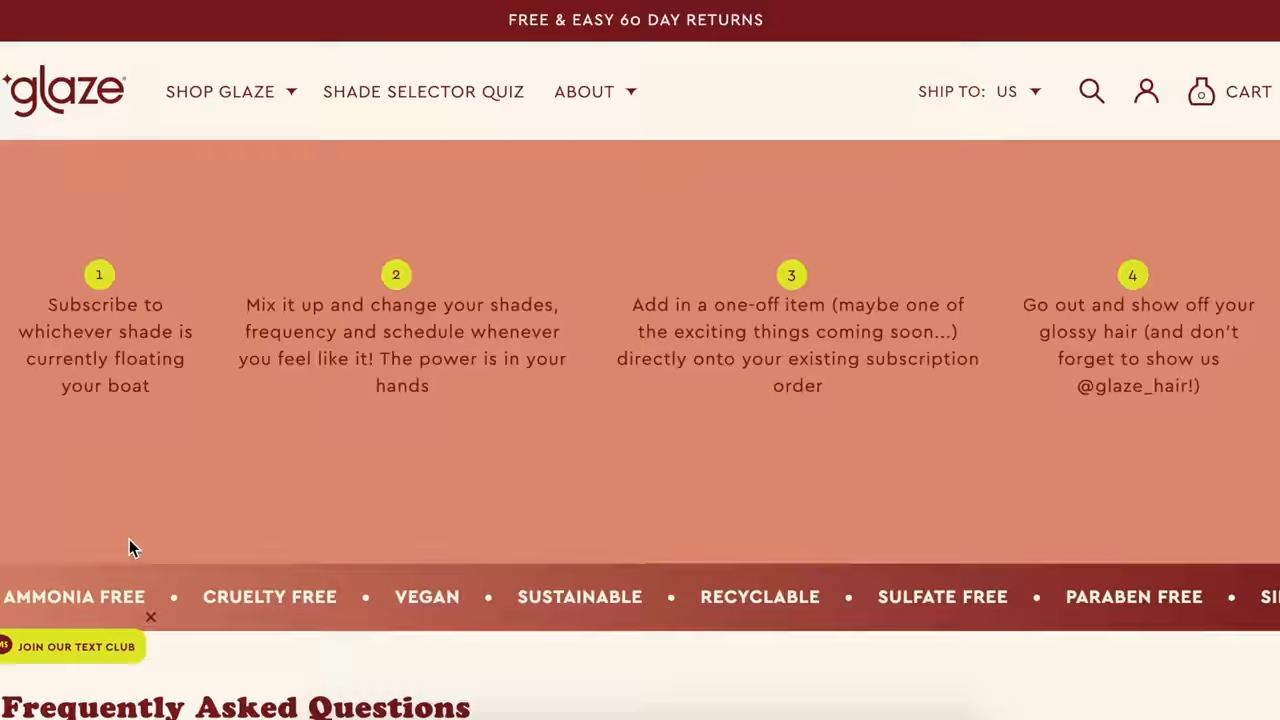 FREE & EASY 60 DAY RETURNS
glaze
SHOP GLAZE
SHADE SELECTOR QUIZ
ABOUT
SHIP TO: US
CART
1
Subscribe to
whichever shade is
currently floating
your boat
2
Mix it up and change your shades,
frequency and schedule whenever
you feel like it! The power is in your
hands
3
Add in a one-off item (maybe one of
the exciting things coming soon...)
directly onto your existing subscription
order
4
Go out and show off your
glossy hair (and don't
forget to show us
@glaze_hair!)
AMMONIA FREE • CRUELTY FREE • VEGAN • SUSTAINABLE • RECYCLABLE • SULFATE FREE • PARABEN FREE •
JOIN OUR TEXT CLUB
Frequently Asked Questions